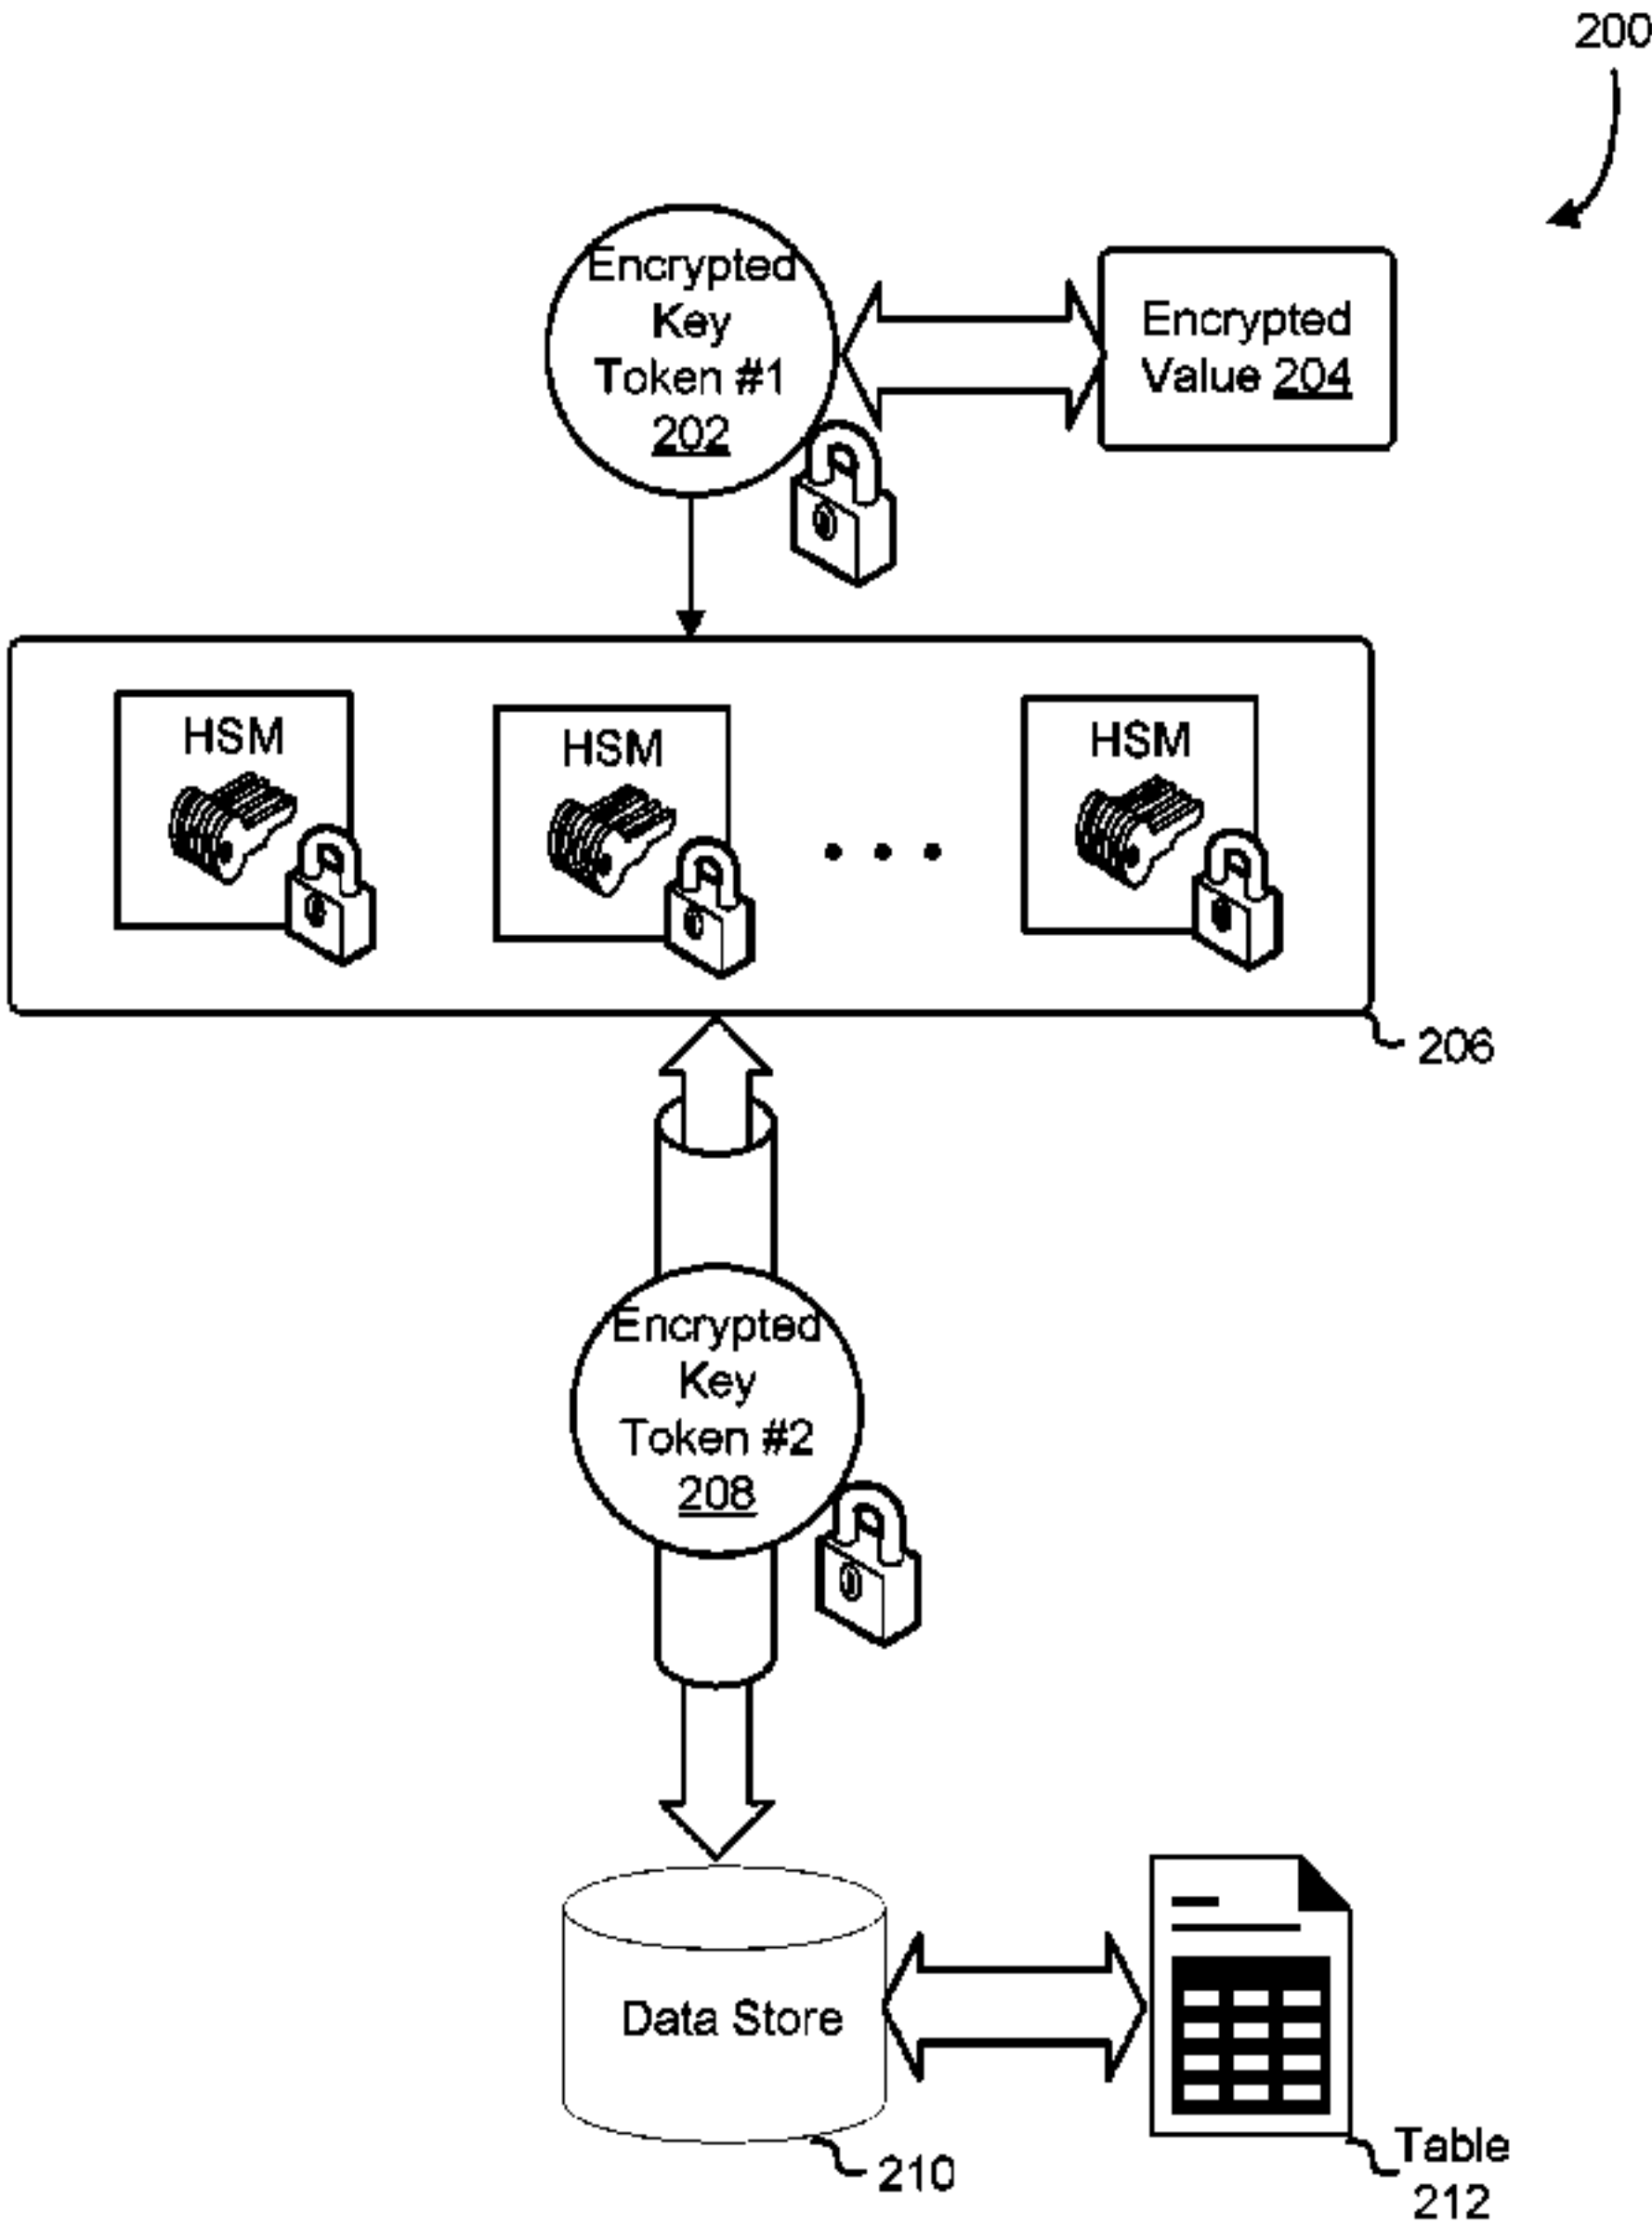 200
Encrypted
Key
Token #1
202
Encrypted
Value 204
HSM
HSM
HSM
206
Encrypted
Key
Token #2
208
Data Store
210
Table
212